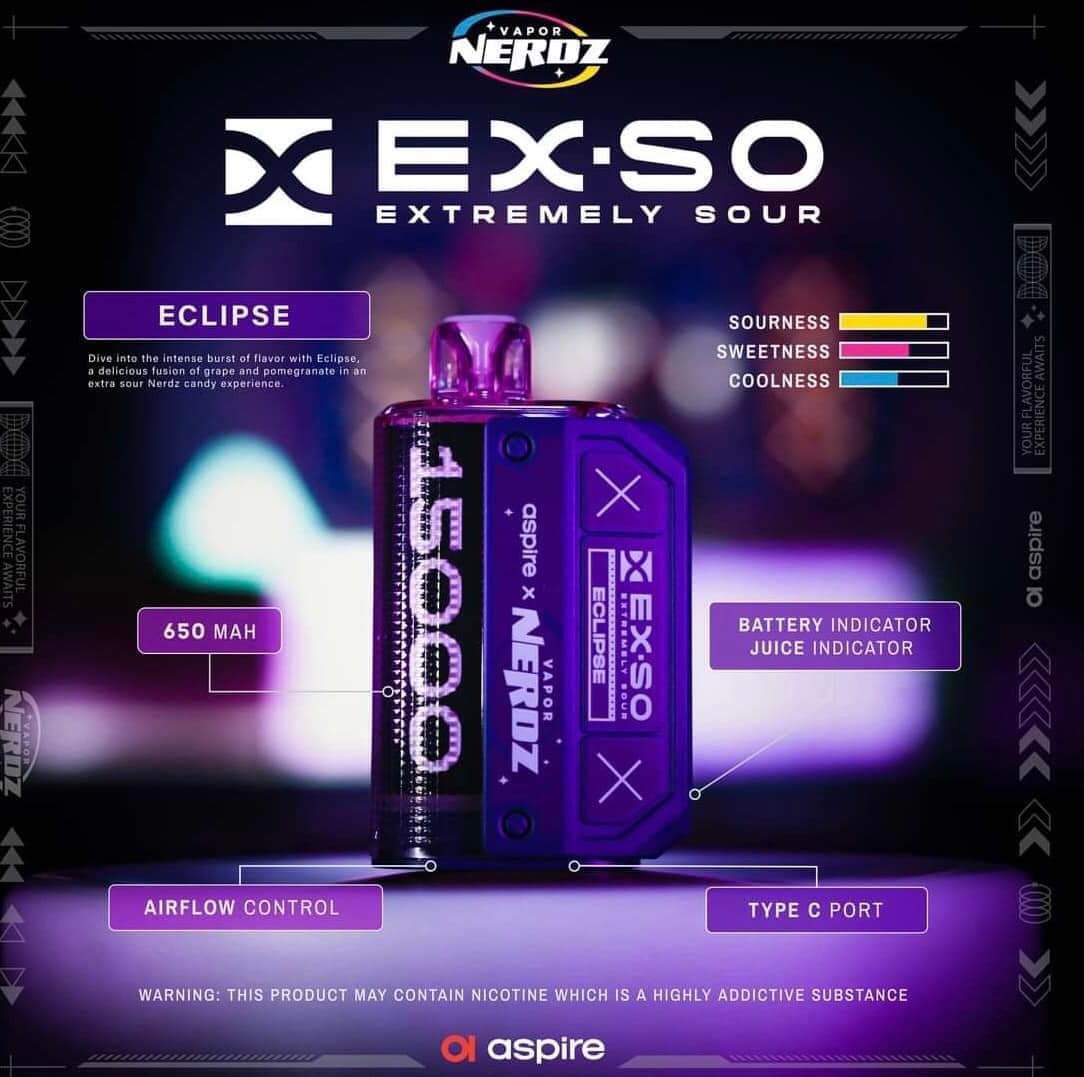 VAPOR
NERDZ
EX·SO
EXTREMELY SOUR
ECLIPSE
Dive into the intense burst of flavor with Eclipse,
a delicious fusion of grape and pomegranate in an
extra sour Nerdz candy experience.
SOURNESS
SWEETNESS
COOLNESS
YOUR FLAVORFUL
EXPERIENCE AWAITS
YOUR FLAVORFUL
EXPERIENCE AWAITS
aspire
15000
aspire x
VAPOR
NERDZ
EX·SO
EXTREMELY SOUR
ECLIPSE
650 MAH
BATTERY INDICATOR
JUICE INDICATOR
VAPOR
NERDZ
AIRFLOW CONTROL
TYPE C PORT
WARNING: THIS PRODUCT MAY CONTAIN NICOTINE WHICH IS A HIGHLY ADDICTIVE SUBSTANCE
aspire